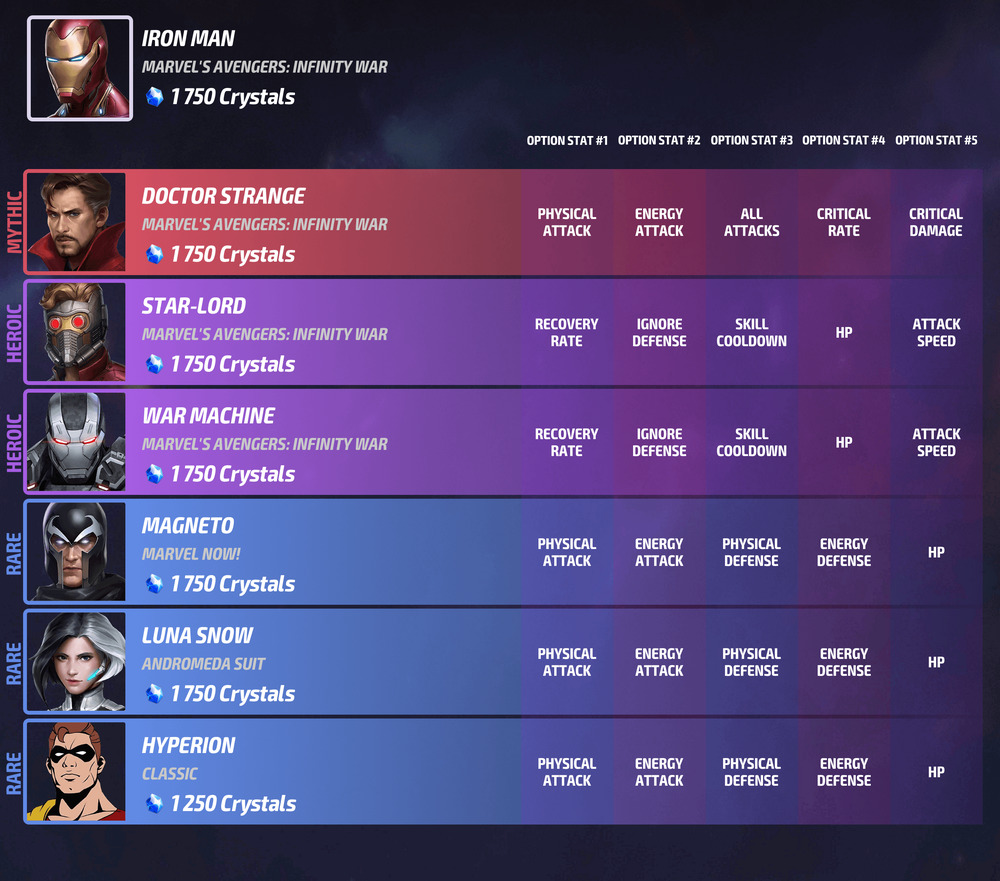 IRON MAN
MARVEL'S AVENGERS: INFINITY WAR
1 750 Crystals
OPTION STAT #1 OPTION STAT #2 OPTION STAT #3 OPTION STAT #4 OPTION STAT #5
MYTHIC
DOCTOR STRANGE
MARVEL'S AVENGERS: INFINITY WAR
1 750 Crystals
PHYSICAL
ATTACK
ENERGY
ATTACK
ALL
ATTACKS
CRITICAL
RATE
CRITICAL
DAMAGE
HEROIC
STAR-LORD
MARVEL'S AVENGERS: INFINITY WAR
1 750 Crystals
RECOVERY
RATE
IGNORE
DEFENSE
SKILL
COOLDOWN
HP
ATTACK
SPEED
HEROIC
WAR MACHINE
MARVEL'S AVENGERS: INFINITY WAR
1 750 Crystals
RECOVERY
RATE
IGNORE
DEFENSE
SKILL
COOLDOWN
HP
ATTACK
SPEED
RARE
MAGNETO
MARVEL NOW!
1 750 Crystals
PHYSICAL
ATTACK
ENERGY
ATTACK
PHYSICAL
DEFENSE
ENERGY
DEFENSE
HP
RARE
LUNA SNOW
ANDROMEDA SUIT
1 750 Crystals
PHYSICAL
ATTACK
ENERGY
ATTACK
PHYSICAL
DEFENSE
ENERGY
DEFENSE
HP
RARE
HYPERION
CLASSIC
1 250 Crystals
PHYSICAL
ATTACK
ENERGY
ATTACK
PHYSICAL
DEFENSE
ENERGY
DEFENSE
HP